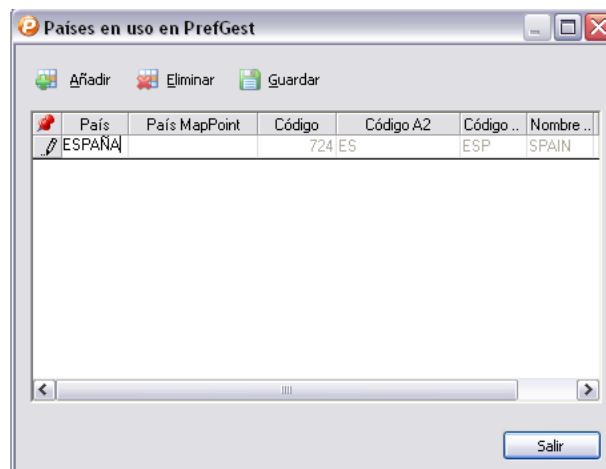 Países en uso en PrefGest
Añadir Eliminar Guardar
País País MapPoint Código Código A2 Código .. Nombre ..
ESPAÑA 724 ES ESP SPAIN
Salir